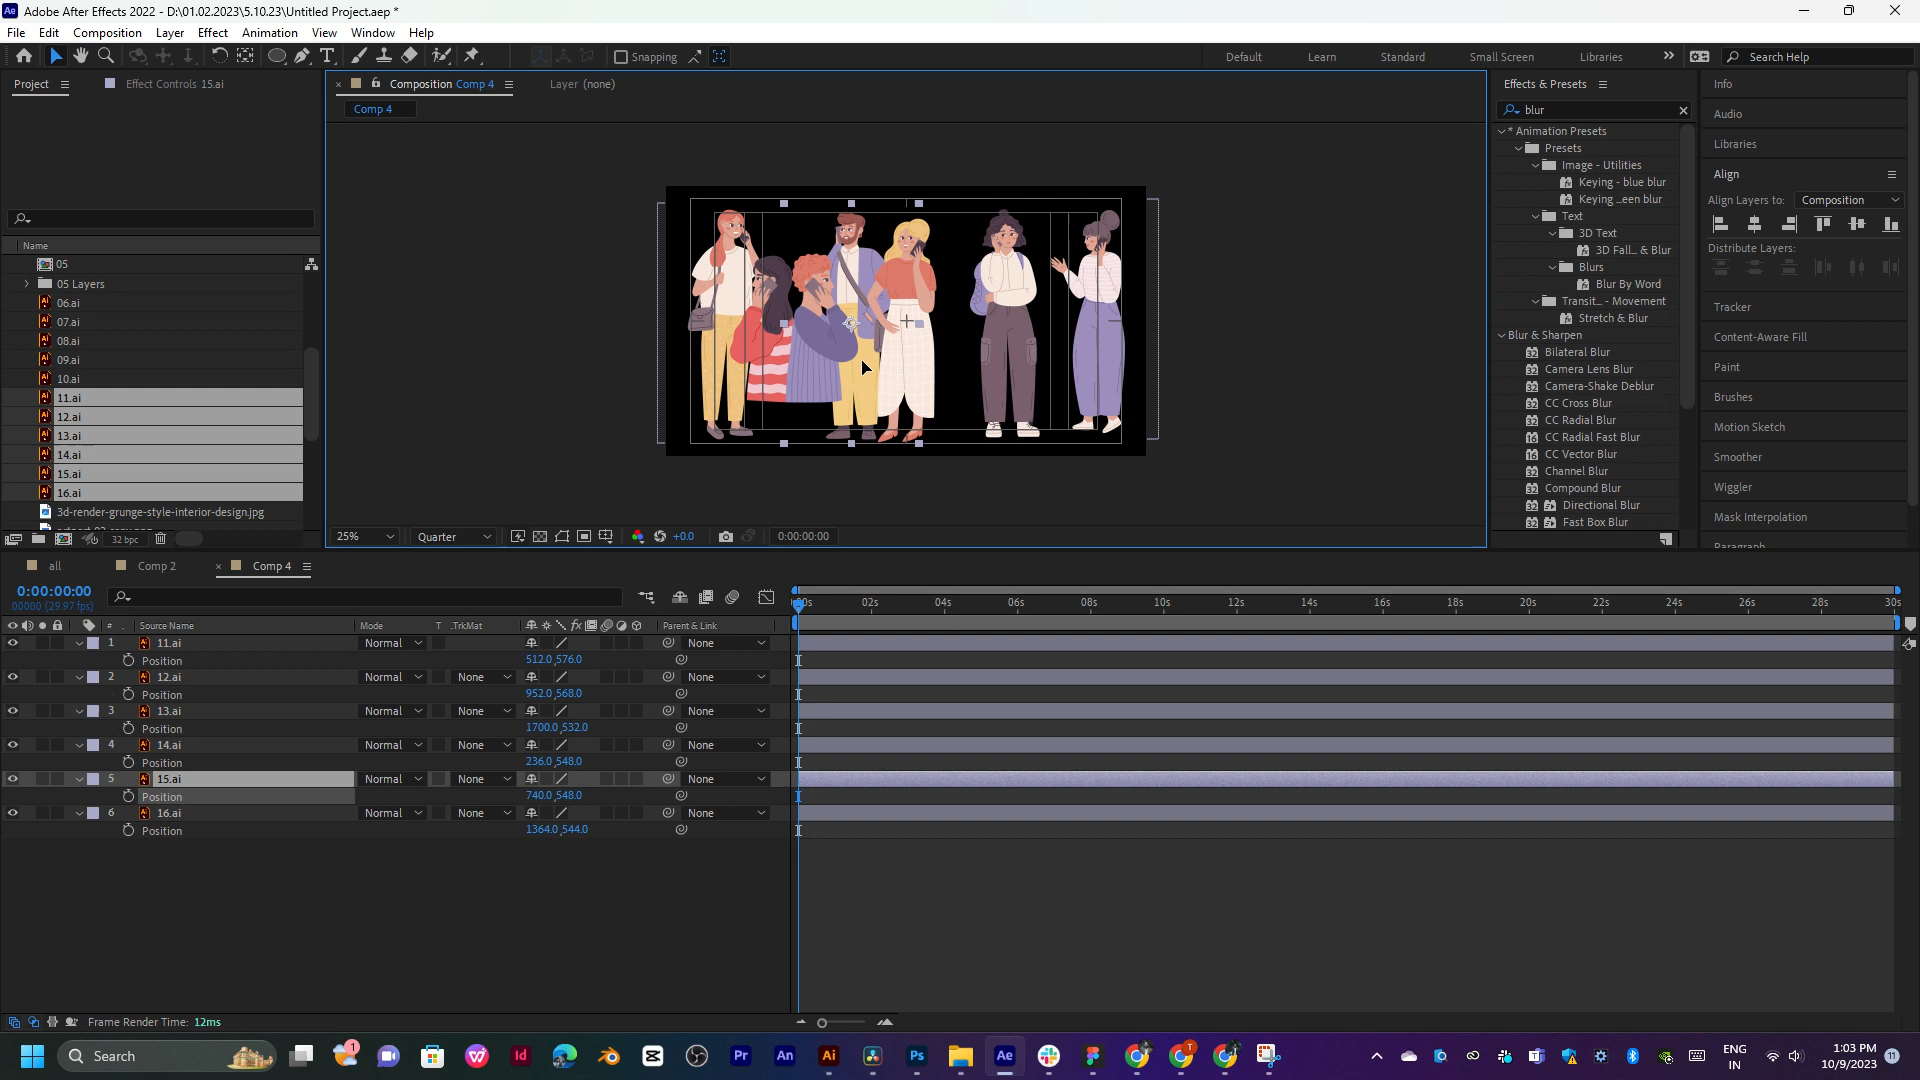 Adobe After Effects 2022 - D:\01.02.2023\5.10.23\Untitled Project.aep *
File Edit Composition Layer Effect Animation View Window Help
Snapping Default Learn Standard Small Screen Libraries Search Help
Project Effect Controls 15.ai
Composition Comp 4 Layer (none)
Comp 4
Name
05
05 Layers
06.ai
07.ai
08.ai
09.ai
10.ai
11.ai
12.ai
13.ai
14.ai
15.ai
16.ai
3d-render-grunge-style-interior-design.jpg
32 bpc
25% Quarter +0.0 0:00:00:00
Effects & Presets
blur
* Animation Presets
Presets
Image - Utilities
Keying - blue blur
Keying ...een blur
Text
3D Text
3D Fall... & Blur
Blurs
Blur By Word
Transit... - Movement
Stretch & Blur
Blur & Sharpen
Bilateral Blur
Camera Lens Blur
Camera-Shake Deblur
CC Cross Blur
CC Radial Blur
CC Radial Fast Blur
CC Vector Blur
Channel Blur
Compound Blur
Directional Blur
Fast Box Blur
Info
Audio
Libraries
Align
Align Layers to: Composition
Distribute Layers:
Tracker
Content-Aware Fill
Paint
Brushes
Motion Sketch
Smoother
Wiggler
Mask Interpolation
Paragraph
all Comp 2 Comp 4
0:00:00:00
00000 (29.97 fps)
02s 04s 06s 08s 10s 12s 14s 16s 18s 20s 22s 24s 26s 28s 30s
# Source Name Mode T .TrkMat Parent & Link
1 11.ai Normal None
Position 512.0,576.0
2 12.ai Normal None None
Position 952.0,568.0
3 13.ai Normal None None
Position 1700.0,532.0
4 14.ai Normal None None
Position 236.0,548.0
5 15.ai Normal None None
Position 740.0,548.0
6 16.ai Normal None None
Position 1364.0,544.0
Frame Render Time: 12ms
Search
ENG
IN
1:03 PM
10/9/2023